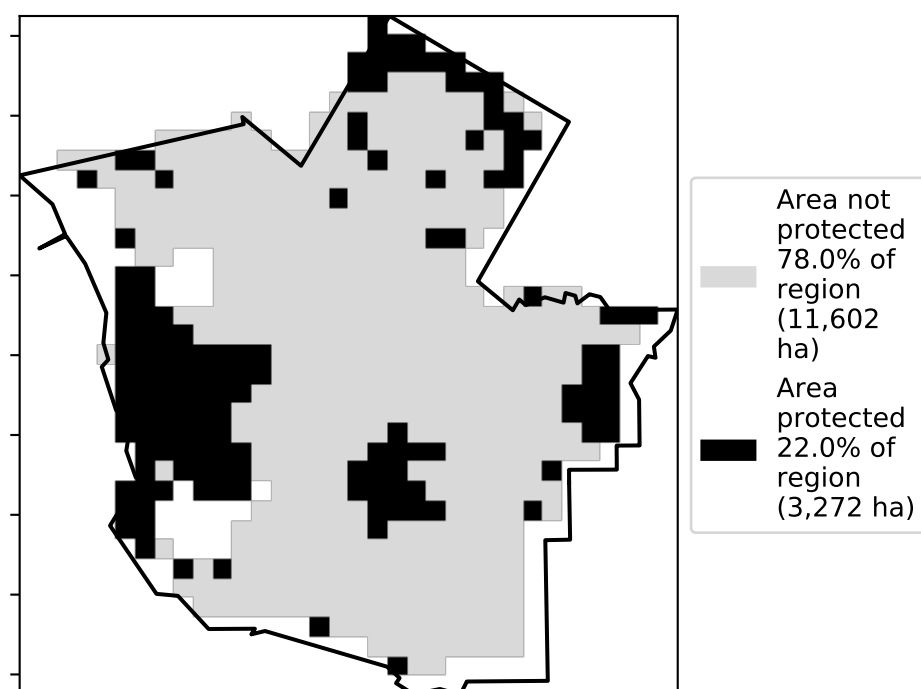 Area not
protected
78.0% of
region
(11,602
ha)
Area
protected
22.0% of
region
(3,272 ha)